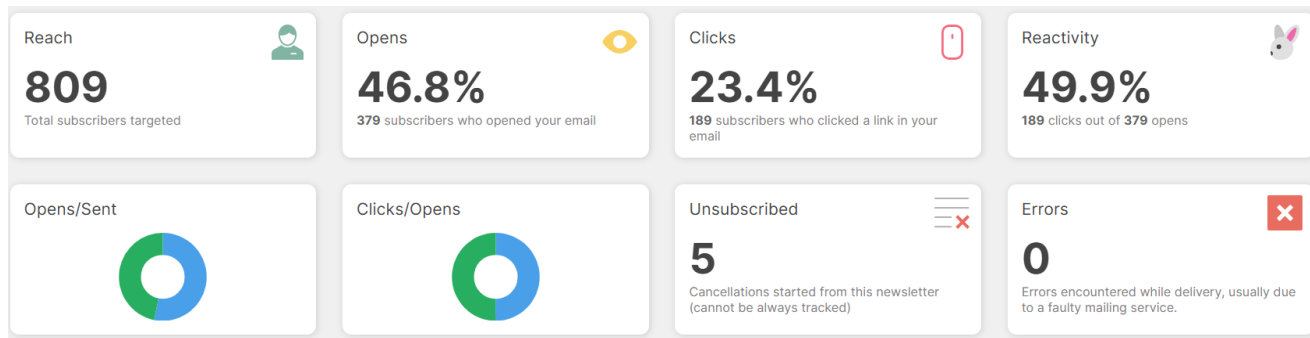 Reach
809
Total subscribers targeted
Opens
46.8%
379 subscribers who opened your email
Clicks
23.4%
189 subscribers who clicked a link in your
email
Reactivity
49.9%
189 clicks out of 379 opens
Opens/Sent
Clicks/Opens
Unsubscribed
5
Cancellations started from this newsletter
(cannot be always tracked)
Errors
0
Errors encountered while delivery, usually due
to a faulty mailing service.